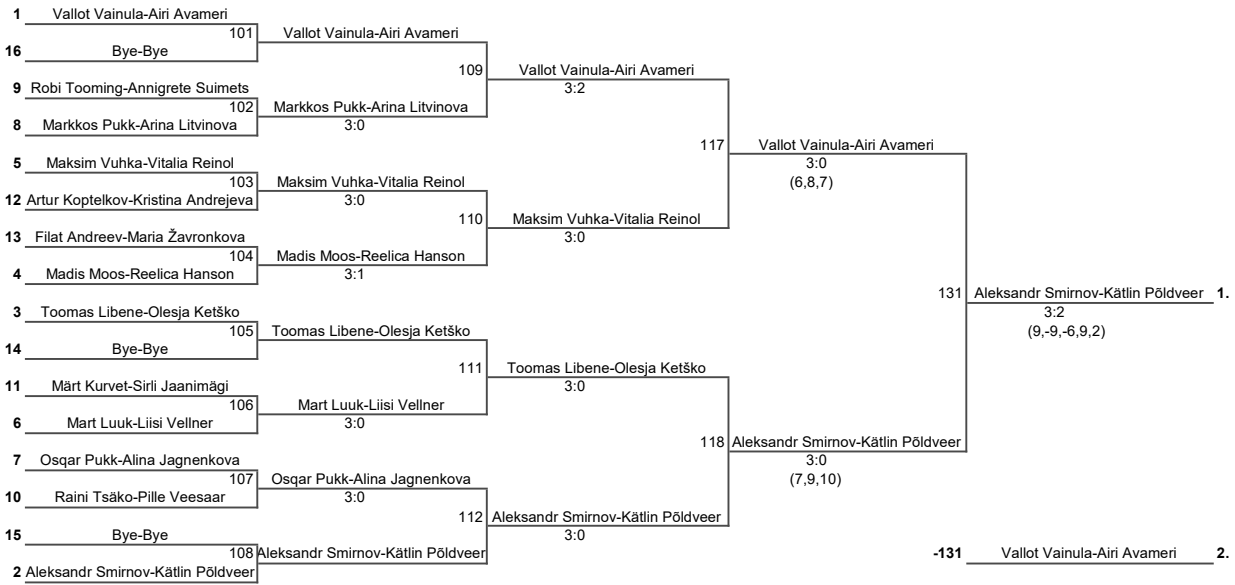 1 Vallot Vainula-Airi Avameri
101 Vallot Vainula-Airi Avameri
16 Bye-Bye
109 Vallot Vainula-Airi Avameri
3:2
9 Robi Tooming-Annigrete Suimets
102 Markkos Pukk-Arina Litvinova
8 Markkos Pukk-Arina Litvinova
3:0
117 Vallot Vainula-Airi Avameri
3:0
(6,8,7)
5 Maksim Vuhka-Vitalia Reinol
103 Maksim Vuhka-Vitalia Reinol
12 Artur Koptelkov-Kristina Andrejeva
3:0
110 Maksim Vuhka-Vitalia Reinol
3:0
13 Filat Andreev-Maria Žavronkova
104 Madis Moos-Reelica Hanson
4 Madis Moos-Reelica Hanson
3:1
131 Aleksandr Smirnov-Kätlin Põldveer 1.
3:2
(9,-9,-6,9,2)
3 Toomas Libene-Olesja Ketško
105 Toomas Libene-Olesja Ketško
14 Bye-Bye
111 Toomas Libene-Olesja Ketško
3:0
11 Märt Kurvet-Sirli Jaanimägi
106 Mart Luuk-Liisi Vellner
6 Mart Luuk-Liisi Vellner
3:0
118 Aleksandr Smirnov-Kätlin Põldveer
3:0
(7,9,10)
7 Osqar Pukk-Alina Jagnenkova
107 Osqar Pukk-Alina Jagnenkova
10 Raini Tsäko-Pille Veesaar
3:0
112 Aleksandr Smirnov-Kätlin Põldveer
3:0
15 Bye-Bye
108 Aleksandr Smirnov-Kätlin Põldveer
2 Aleksandr Smirnov-Kätlin Põldveer
-131 Vallot Vainula-Airi Avameri 2.